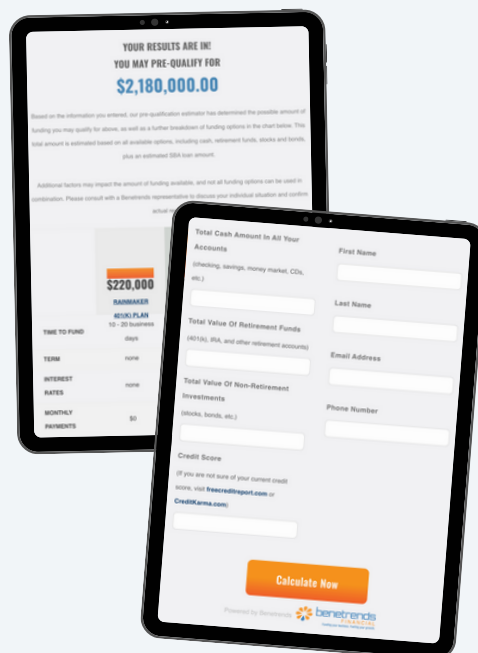 YOUR RESULTS ARE IN!
YOU MAY PRE-QUALIFY FOR
$2,180,000.00
Based on the information you entered, our pre-qualification estimator has determined the possible amount of
funding you may qualify for above, as well as a further breakdown of funding options in the chart below. This
total amount is estimated based on all available options, including cash, retirement funds, stocks and bonds,
plus an estimated SBA loan amount.
Additional factors may impact the amount of funding available, and not all funding options can be used in
combination. Please consult with a Benetrends representative to discuss your individual situation and confirm
actual
$220,000
RAINMAKER
401(K) PLAN
TIME TO FUND
10 - 20 business
days
TERM
none
INTEREST
RATES
none
MONTHLY
PAYMENTS
$0
Total Cash Amount In All Your
Accounts
(checking, savings, money market, CDs,
etc.)
Total Value Of Retirement Funds
(401(k), IRA, and other retirement accounts)
Total Value Of Non-Retirement
Investments
(stocks, bonds, etc.)
Credit Score
(if you are not sure of your current credit
score, visit freecreditreport.com or
CreditKarma.com)
First Name
Last Name
Email Address
Phone Number
Calculate Now
Powered by Benetrends
benetrends
FINANCIAL